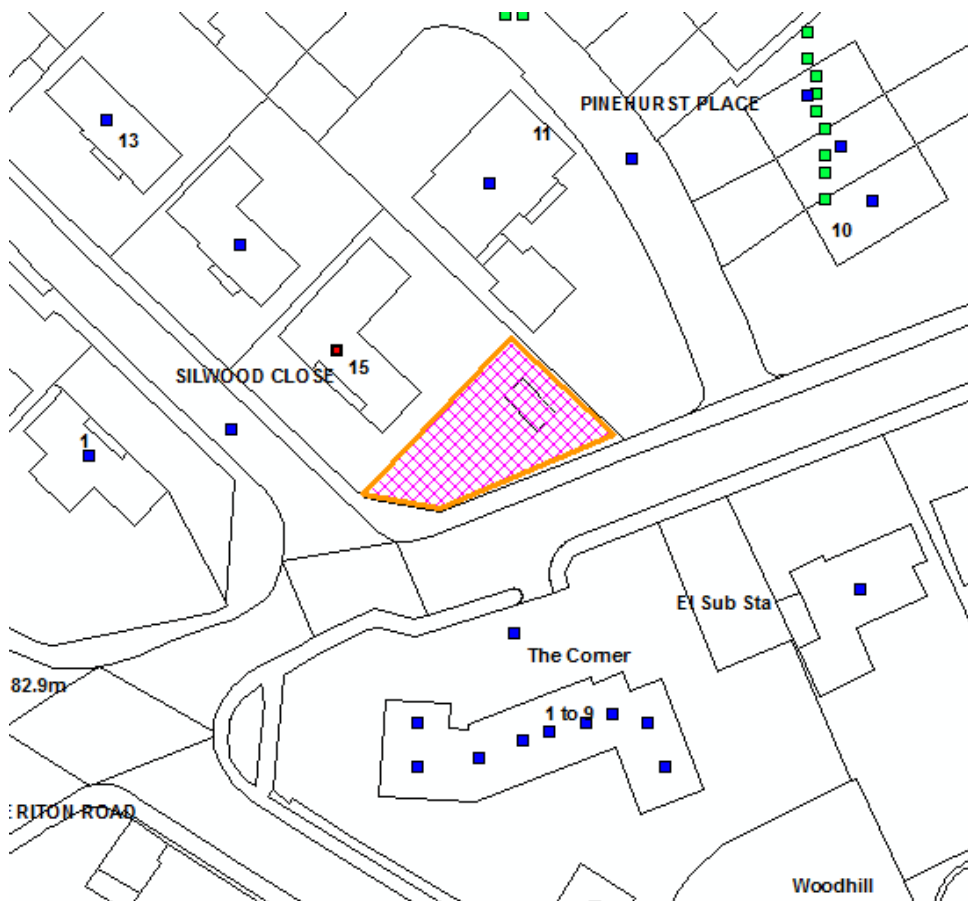 PINEHURST PLACE
11
13
10
15
SILWOOD CLOSE
1
El Sub Sta
The Corner
82.9m
1 to 9
ERITON ROAD
Woodhill